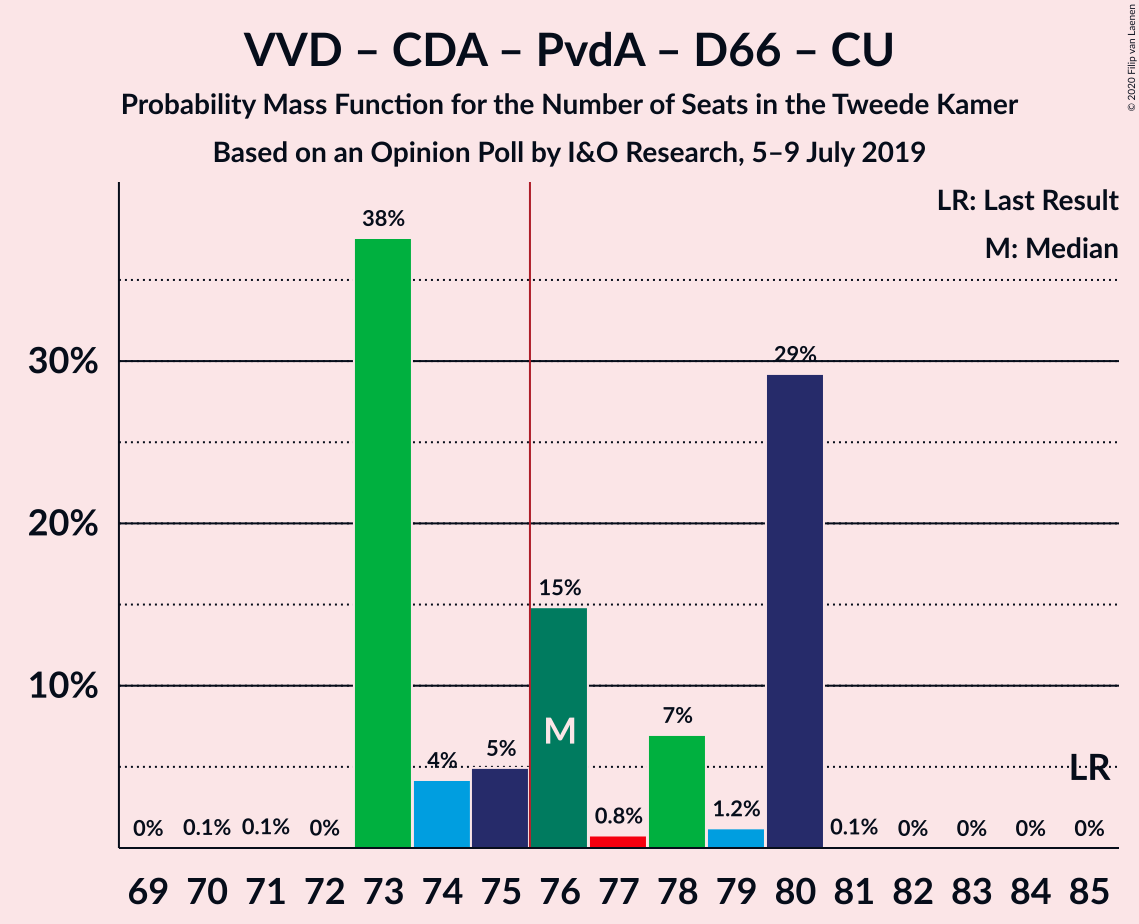 VVD – CDA – PvdA – D66 – CU
Probability Mass Function for the Number of Seats in the Tweede Kamer
Based on an Opinion Poll by I&O Research, 5–9 July 2019
© 2020 Filip van Laenen
LR: Last Result
M: Median
38%
30%
29%
20%
15%
10%
7%
M
5%
4%
LR
1.2%
0.8%
0% 0.1% 0.1% 0% 0.1% 0% 0% 0% 0%
69 70 71 72 73 74 75 76 77 78 79 80 81 82 83 84 85